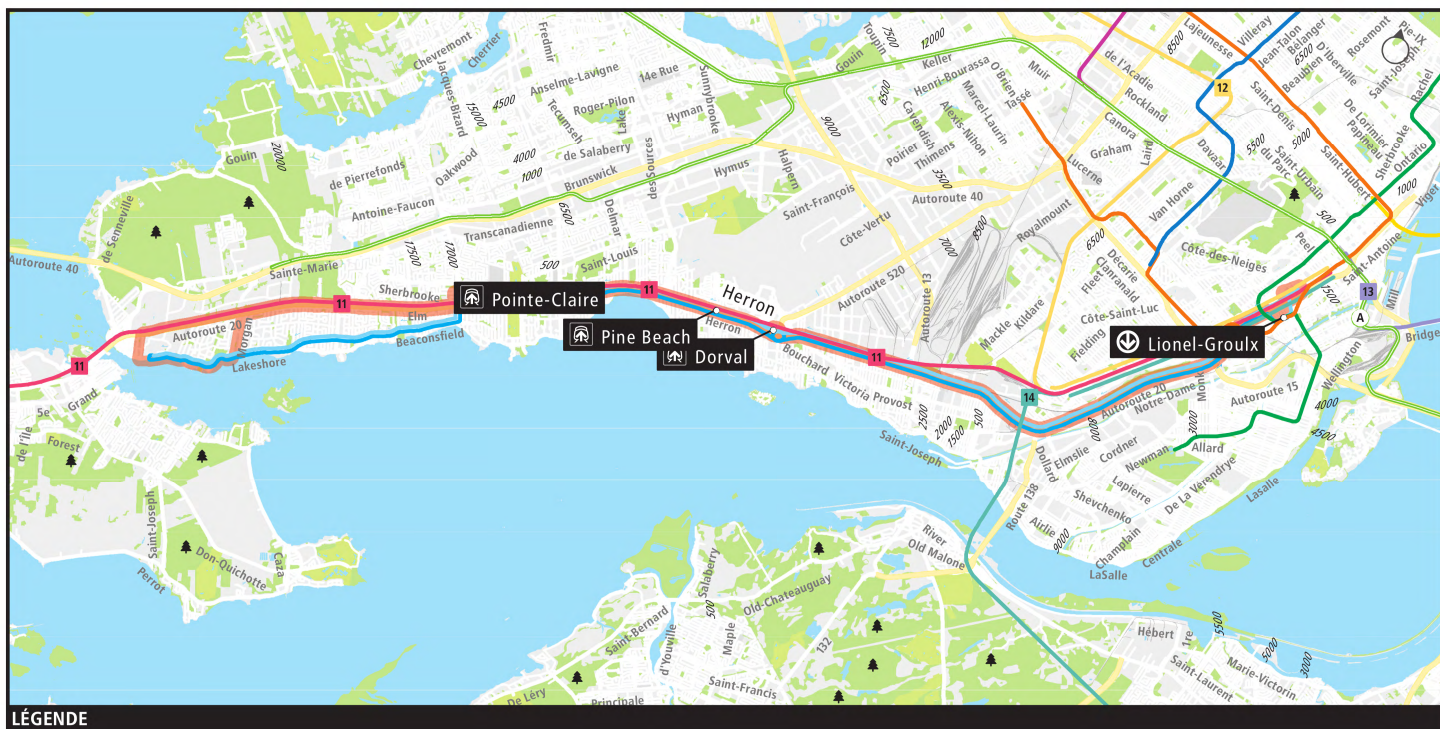 Chevremont
Cherrier
Fredmir
Jacques-Bizard
15000
4500
Anselme-Lavigne
14e Rue
Roger-Pilon
Tecumseh
Lake
Hyman
Sunnybrooke
20000
Gouin
de Pierrefonds
Oakwood
4000
1000
de Salaberry
Brunswick
des Sources
Hymus
Halpern
Antoine-Faucon
6500
Delmar
Transcanadienne
500
Saint-Louis
de Senneville
Autoroute 40
Sainte-Marie
17500
17000
Sherbrooke
Elm
11
11
11
11
Autoroute 20
Morgan
Lakeshore
Beaconsfield
Pointe-Claire
Herron
Herron
Pine Beach
Dorval
Toupin
7500
12000
Gouin
Keller
Henri-Bourassa
6500
9000
O'Brien
Tassé
Marcel-Laurin
Alexis-Nihon
Cavendish
Poirier
Thimens
3500
Muir
Saint-François
Autoroute 40
Côte-Vertu
7000
8500
Royalmount
Autoroute 520
Autoroute 13
Lajeunesse
8500
Villeray
Jean-Talon
Bélanger
6500
Beaubien
D'Iberville
Rosemont
Pie-IX
Saint-Joseph
Rachel
de l'Acadie
Rockland
12
Canora
Graham
Laird
Lucerne
Saint-Denis
5000
5500
De Lorimier
Papineau
Sherbrooke
Ontario
Davaar
Saint-Urbain
du Parc
Saint-Hubert
1000
Van Horne
500
Viger
6500
Décarie
Clanranald
Fleet
Côte-des-Neiges
Peel
Saint-Antoine
1500
13
A
Mill
Bridge
Côte-Saint-Luc
Fielding
Kildare
Mackle
Lionel-Groulx
Wellington
14
Autoroute 20
Notre-Dame
Monk
Autoroute 15
4000
4500
3000
Allard
Newman
Cordner
Elmslie
Dollard
Lapierre
Shevchenko
De La Vérendrye
Lasalle
Airlie
9000
Champlain
Centrale
LaSalle
Route 138
Bouchard
Victoria
Provost
2500
2000
1500
500
Saint-Joseph
Grand
5e
de l'île
Forest
Saint-Joseph
Don-Quichotte
Caza
Perrot
River
Old Malone
Old-Chateauguay
Salaberry
Saint-Bernard
500
Maple
d'Youville
132
De Léry
Principale
Saint-Francis
Hébert
1re
5500
5000
3000
Marie-Victorin
Saint-Laurent
LÉGENDE